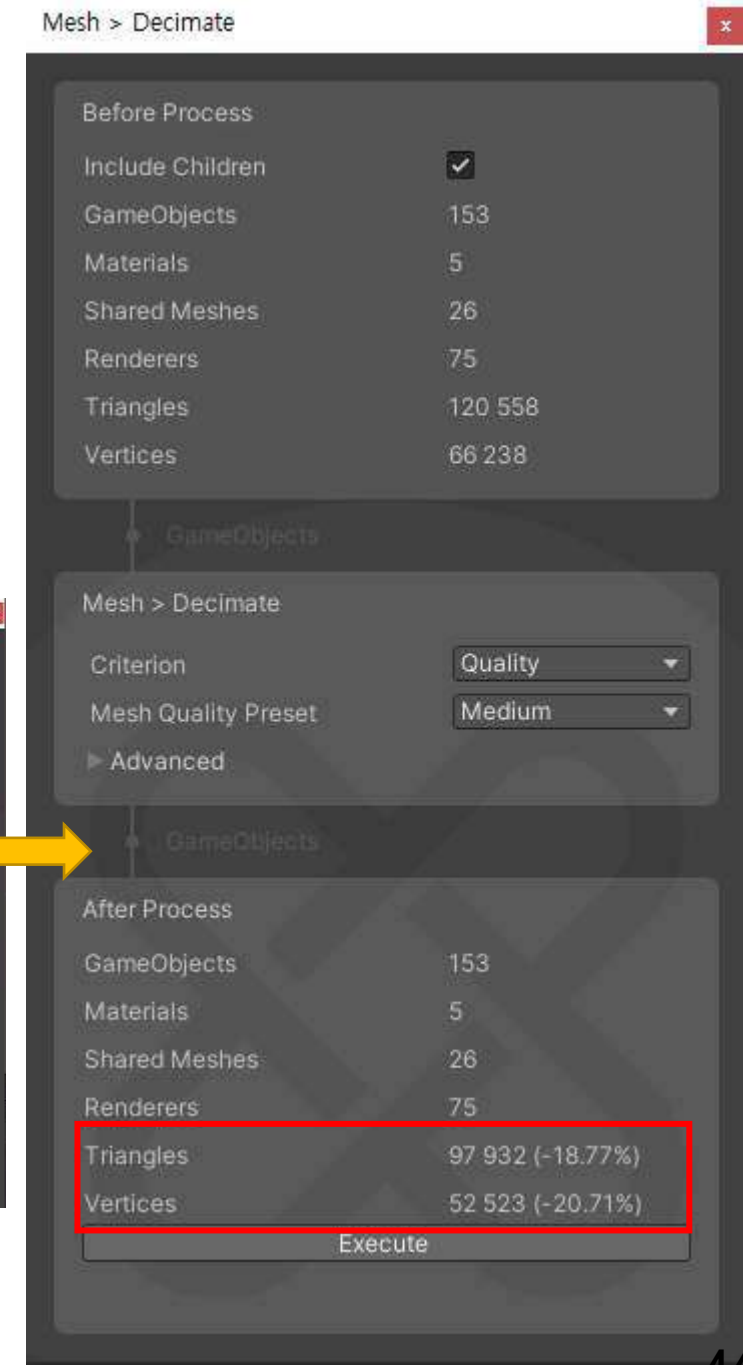 Mesh > Decimate x
Before Process
Include Children
GameObjects 153
Materials 5
Shared Meshes 26
Renderers 75
Triangles 120 558
Vertices 66 238
GameObjects
Mesh > Decimate
Criterion Quality
Mesh Quality Preset Medium
Advanced
GameObjects
After Process
GameObjects 153
Materials 5
Shared Meshes 26
Renderers 75
Triangles 97 932 (-18.77%)
Vertices 52 523 (-20.71%)
Execute